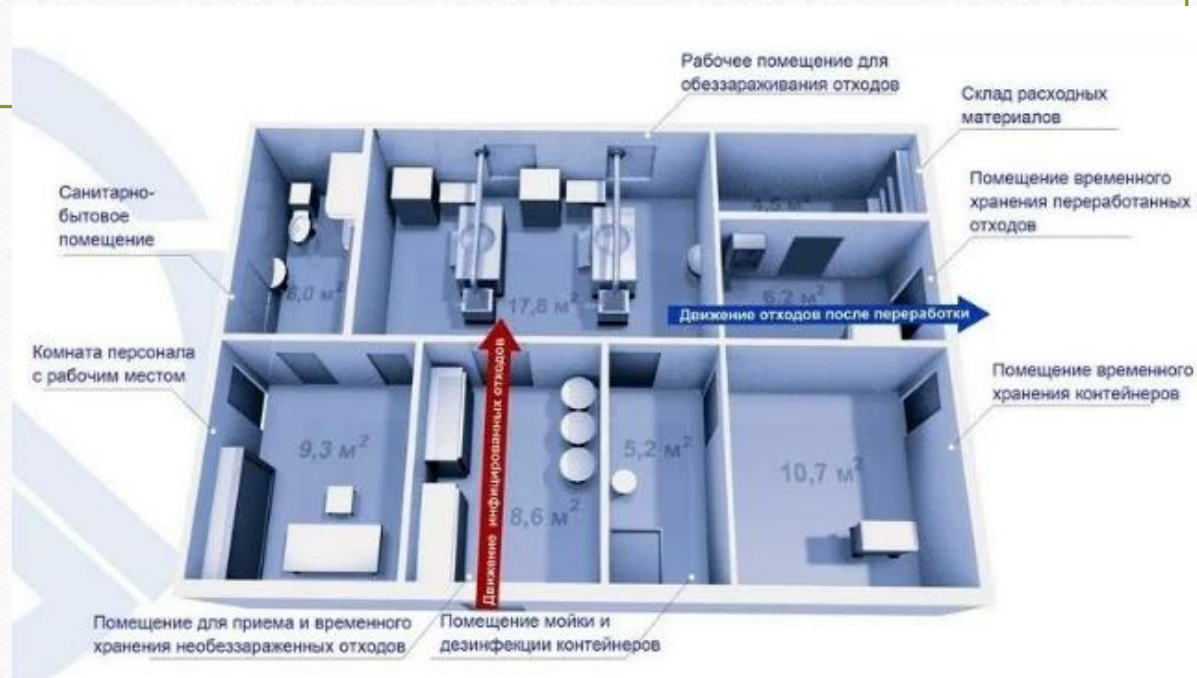 Рабочее помещение для
обеззараживания отходов
Склад расходных
материалов
Санитарно-
бытовое
помещение
Помещение временного
хранения переработанных
отходов
4,5 м²
6,0 м²
17,8 м²
6,2 м²
Движение отходов после переработки
Комната персонала
с рабочим местом
Помещение временного
хранения контейнеров
Движение инфицированных отходов
9,3 м²
8,6 м²
5,2 м²
10,7 м²
Помещение для приема и временного
хранения необеззараженных отходов
Помещение мойки и
дезинфекции контейнеров